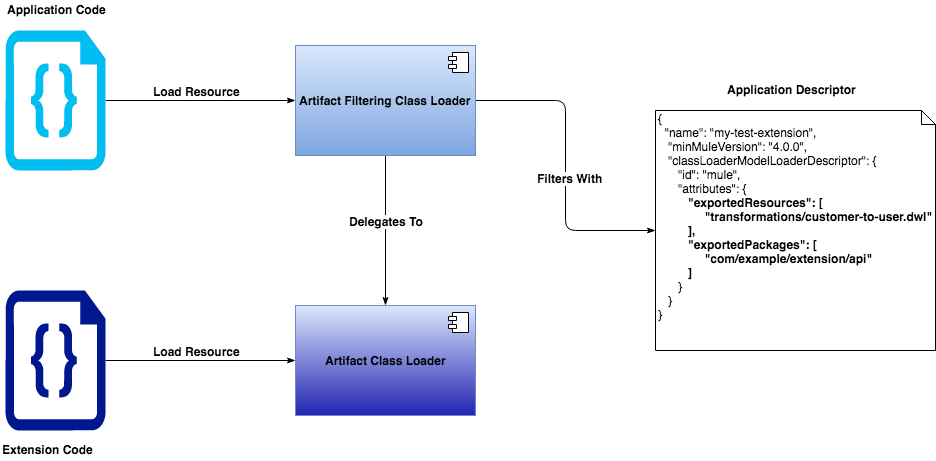 Application Code
Load Resource
Artifact Filtering Class Loader
Application Descriptor
Filters With
{
"name": "my-test-extension",
"minMuleVersion": "4.0.0",
"classLoaderModelLoaderDescriptor": {
"id": "mule",
"attributes": {
"exportedResources": [
"transformations/customer-to-user.dwl"
],
"exportedPackages": [
"com/example/extension/api"
]
}
}
}
Delegates To
Load Resource
Artifact Class Loader
Extension Code